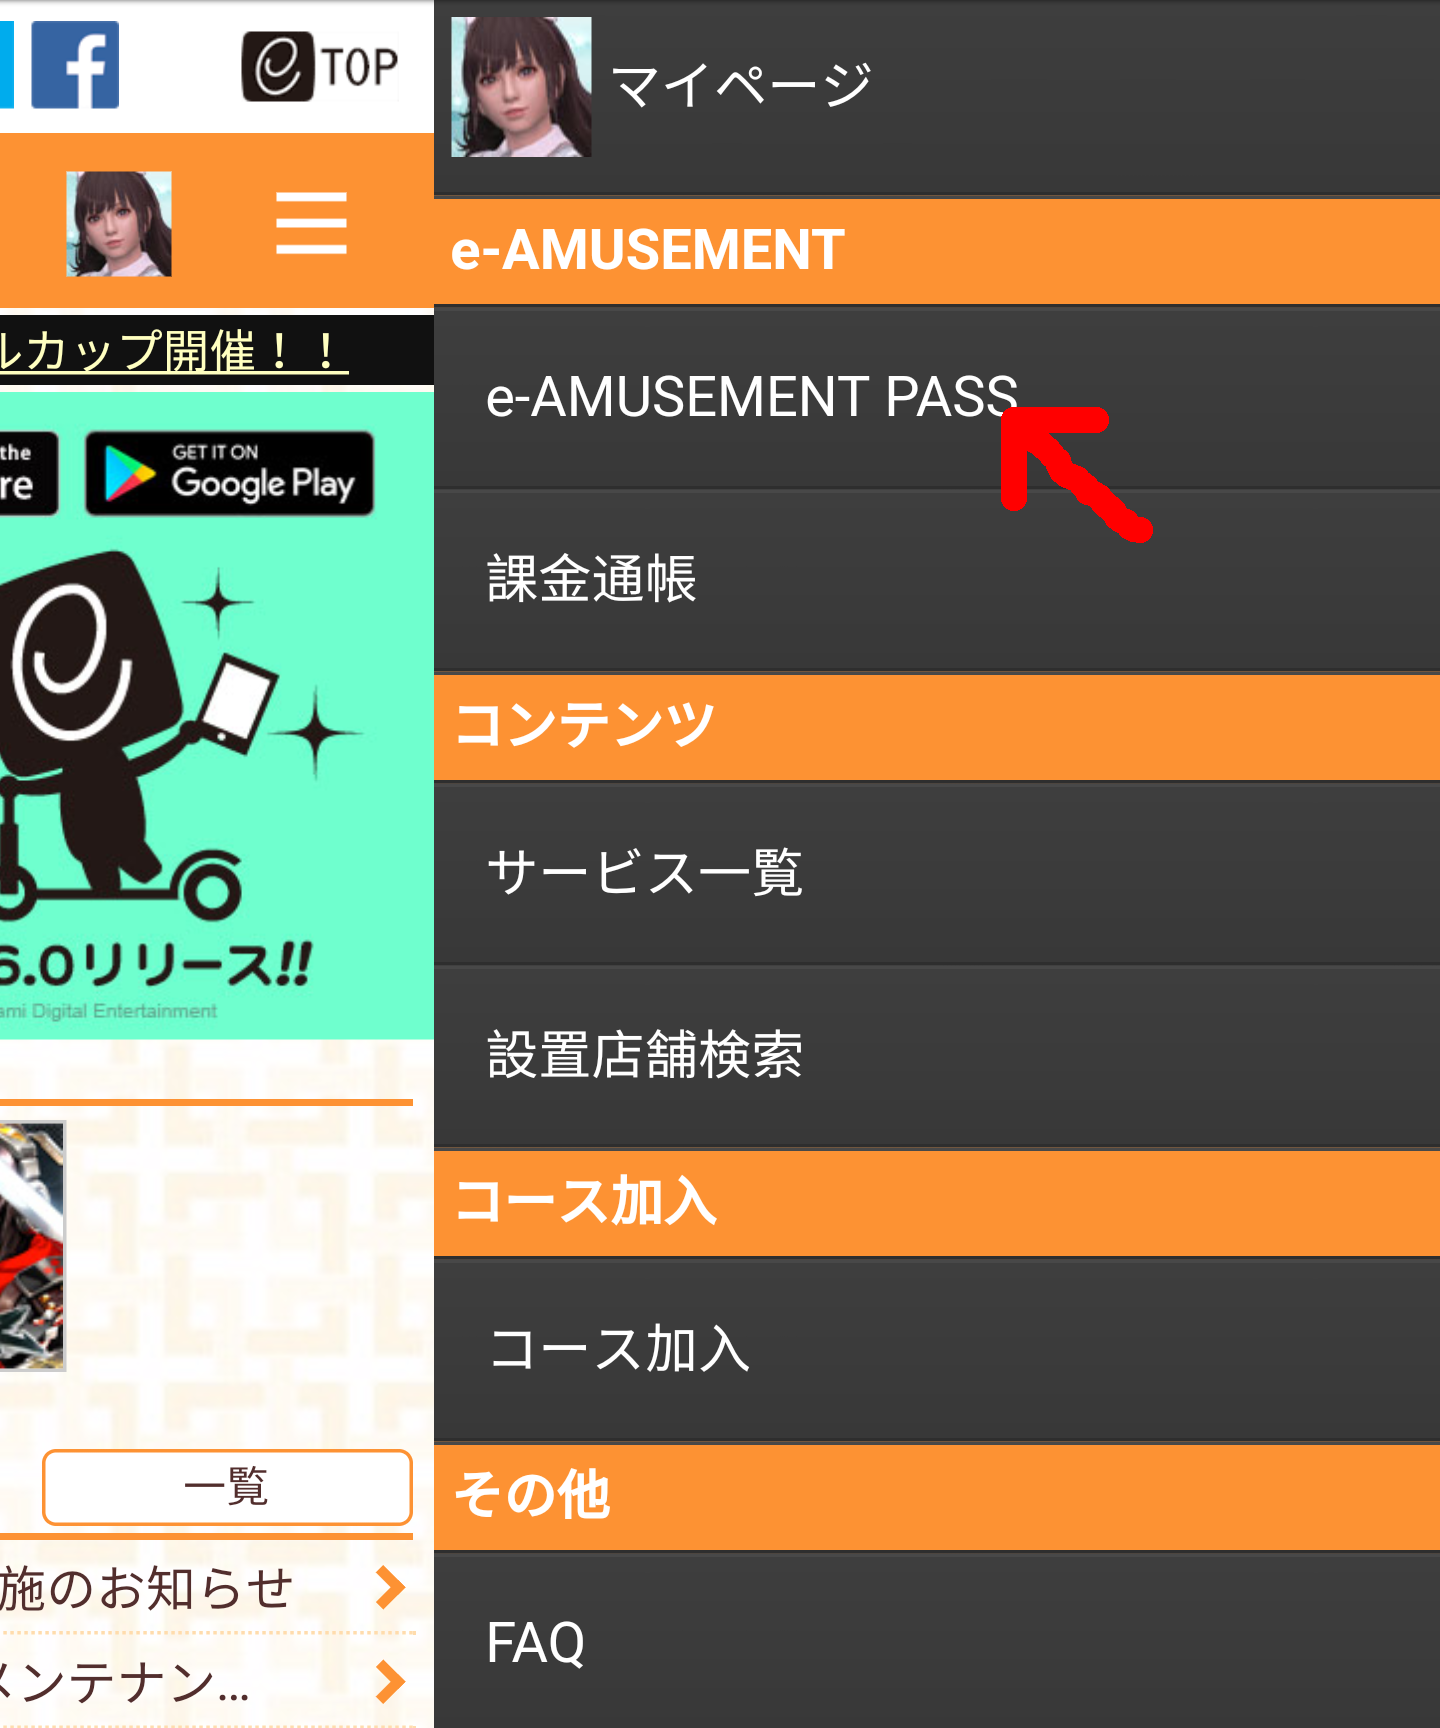 TOP
ルカップ開催！！
the
re
GET IT ON
Google Play
6.0リリース!!
ami Digital Entertainment
一覧
施のお知らせ
メンテナン...
マイページ
e-AMUSEMENT
e-AMUSEMENT PASS
課金通帳
コンテンツ
サービス一覧
設置店舗検索
コース加入
コース加入
その他
FAQ